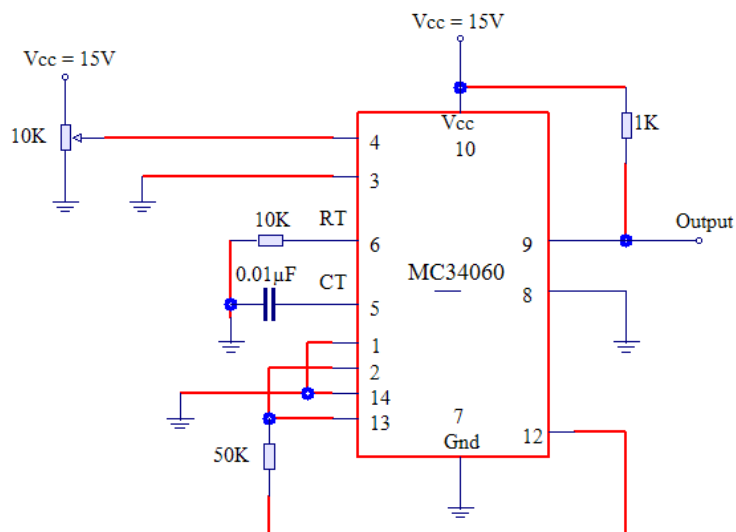 Vcc = 15V
Vcc = 15V
10K
4
Vcc
10
1K
3
10K
RT
6
9
Output
0.01µF
CT
5
MC34060
8
1
2
14
13
7
Gnd
12
50K